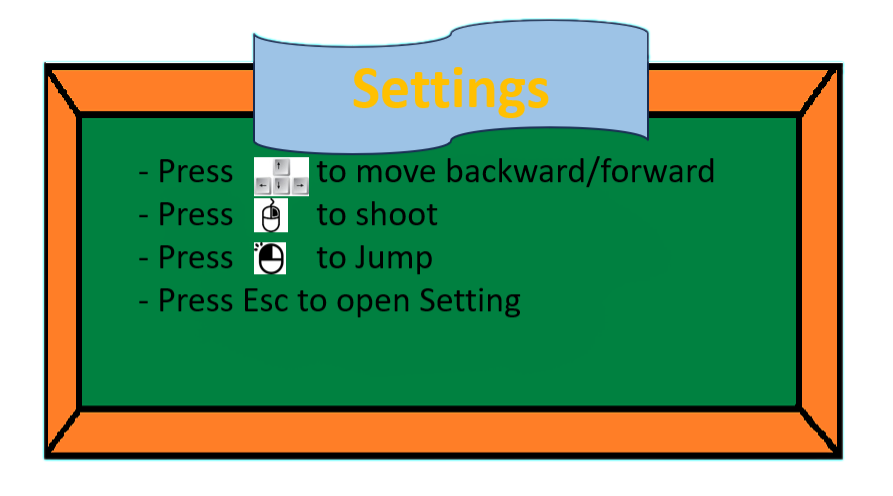 Settings
- Press ↑ ← ↓ → to move backward/forward
- Press to shoot
- Press to Jump
- Press Esc to open Setting